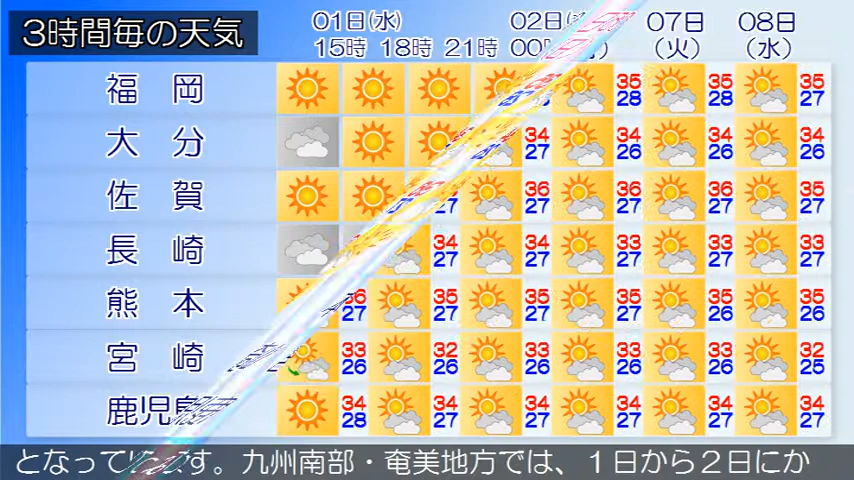 3時間毎の天気
01日(水) 02日
15時 18時 21時 00
07日 08日
(火) (水)
福岡 35 28 35 28 35 27
大分 34 27 34 26 34 26 34 26
佐賀 27 36 27 36 27 36 27 35 27
長崎 34 27 34 27 33 27 33 27 33 27
熊本 27 35 27 35 27 35 27 35 26 35 26
宮崎 33 26 32 26 33 26 33 26 33 26 32 25
鹿児島 34 28 34 27 34 27 34 27 34 27 34 27
となって す。九州南部・奄美地方では、1日から2日にか